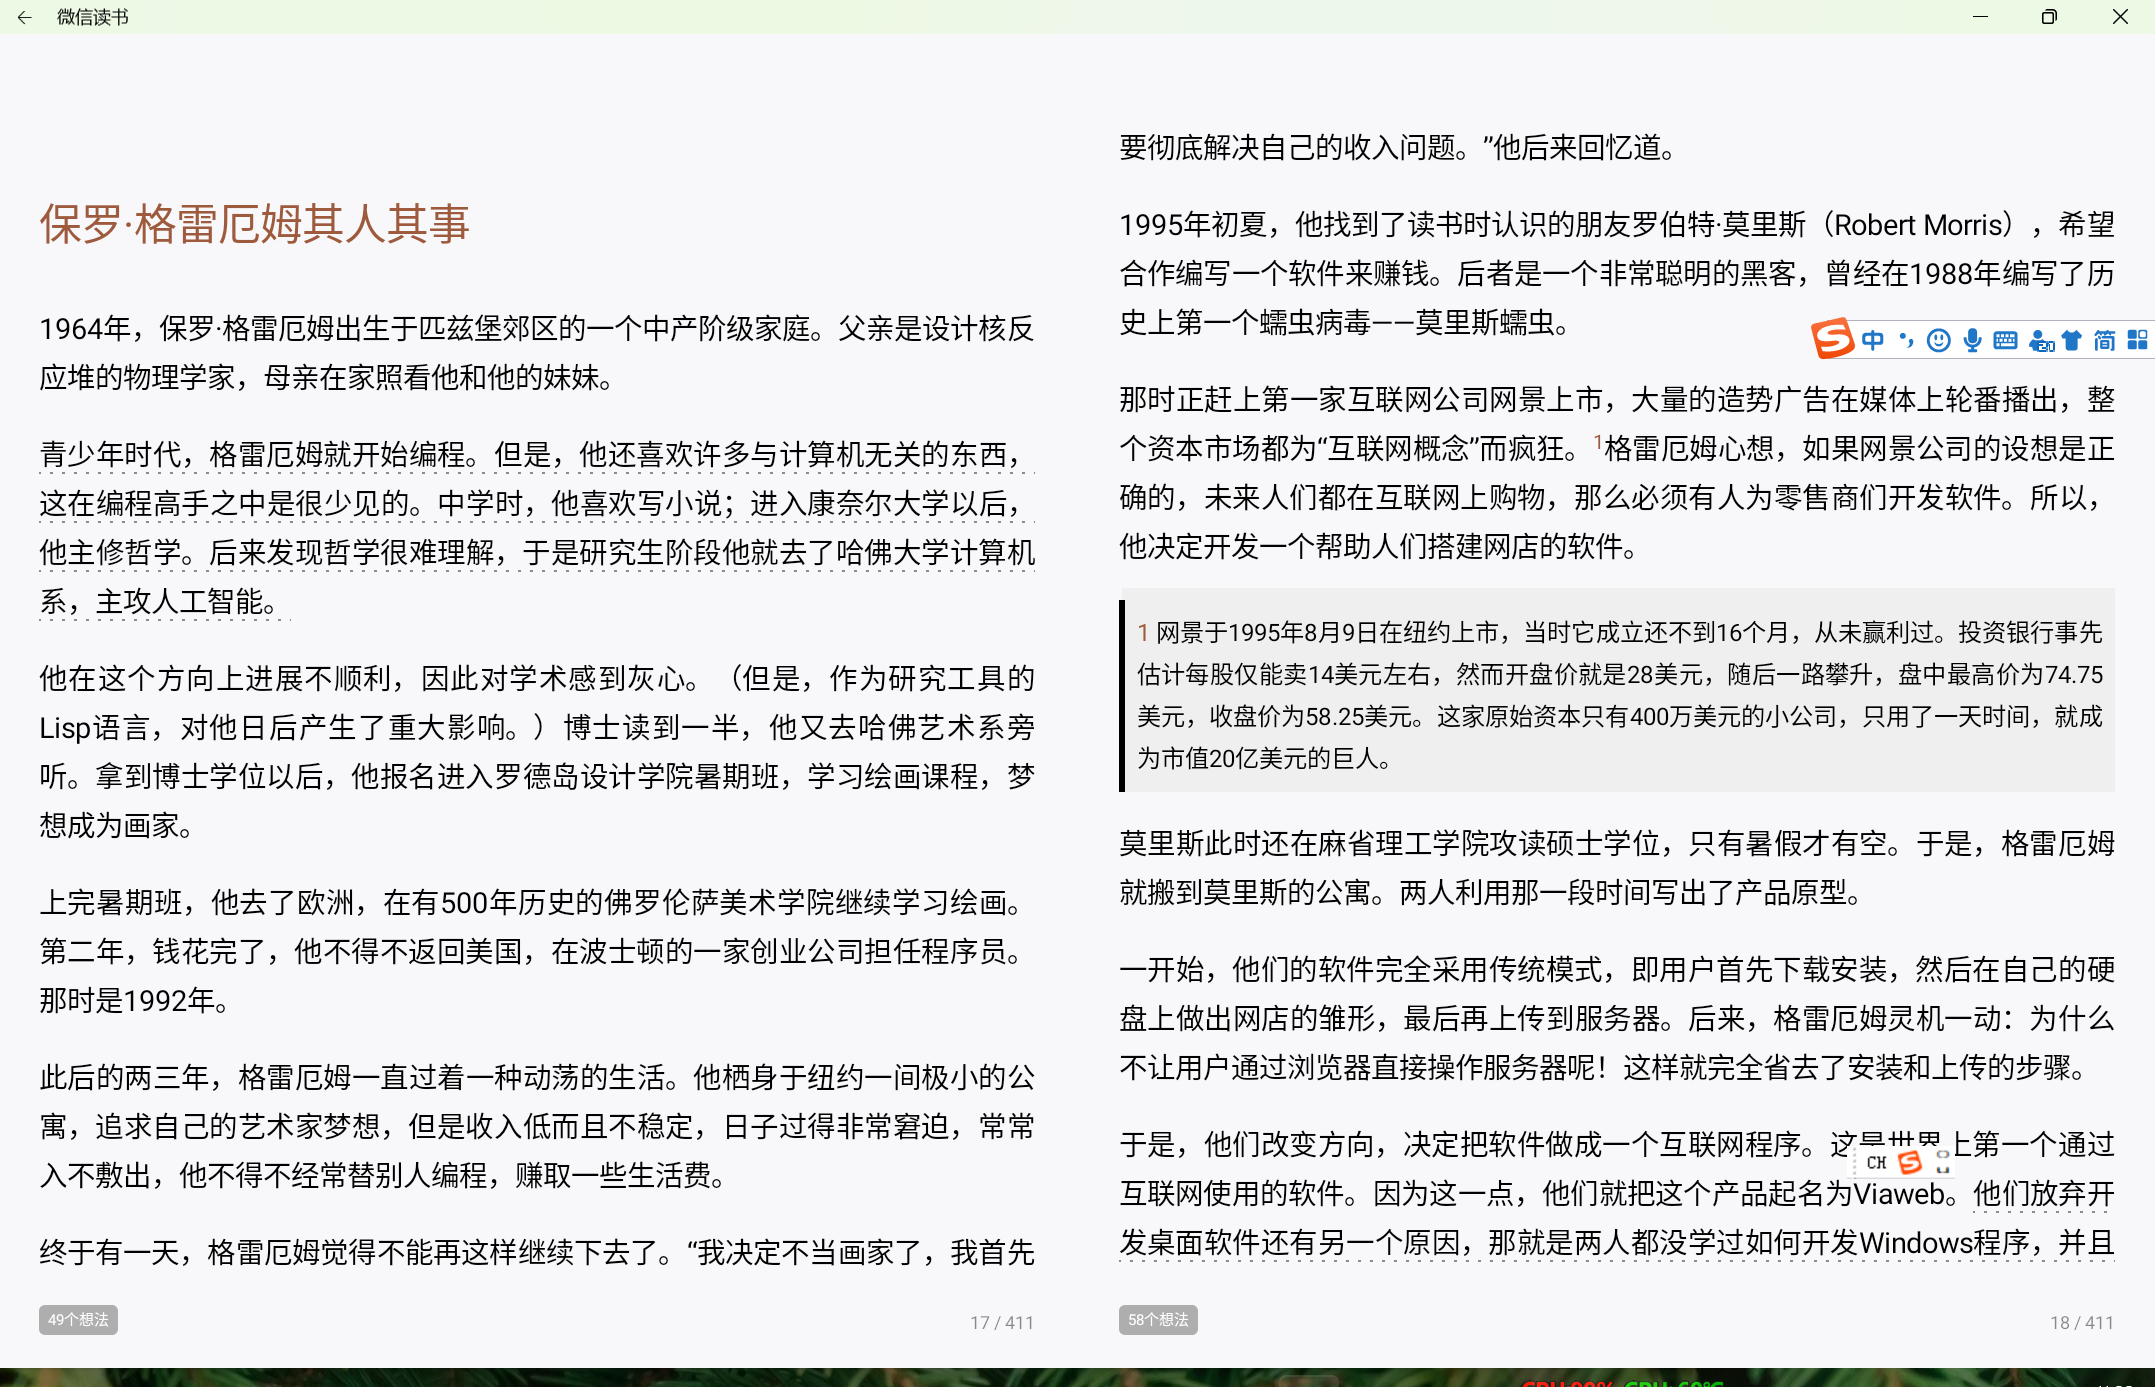 微信读书
保罗·格雷厄姆其人其事
1964年，保罗·格雷厄姆出生于匹兹堡郊区的一个中产阶级家庭。父亲是设计核反
应堆的物理学家，母亲在家照看他和他的妹妹。
青少年时代，格雷厄姆就开始编程。但是，他还喜欢许多与计算机无关的东西，
这在编程高手之中是很少见的。中学时，他喜欢写小说；进入康奈尔大学以后，
他主修哲学。后来发现哲学很难理解，于是研究生阶段他就去了哈佛大学计算机
系，主攻人工智能。
他在这个方向上进展不顺利，因此对学术感到灰心。（但是，作为研究工具的
Lisp语言，对他日后产生了重大影响。）博士读到一半，他又去哈佛艺术系旁
听。拿到博士学位以后，他报名进入罗德岛设计学院暑期班，学习绘画课程，梦
想成为画家。
上完暑期班，他去了欧洲，在有500年历史的佛罗伦萨美术学院继续学习绘画。
第二年，钱花完了，他不得不返回美国，在波士顿的一家创业公司担任程序员。
那时是1992年。
此后的两三年，格雷厄姆一直过着一种动荡的生活。他栖身于纽约一间极小的公
寓，追求自己的艺术家梦想，但是收入低而且不稳定，日子过得非常窘迫，常常
入不敷出，他不得不经常替别人编程，赚取一些生活费。
终于有一天，格雷厄姆觉得不能再这样继续下去了。“我决定不当画家了，我首先
49个想法
17 / 411
要彻底解决自己的收入问题。”他后来回忆道。
1995年初夏，他找到了读书时认识的朋友罗伯特·莫里斯（Robert Morris），希望
合作编写一个软件来赚钱。后者是一个非常聪明的黑客，曾经在1988年编写了历
史上第一个蠕虫病毒——莫里斯蠕虫。
中 简
那时正赶上第一家互联网公司网景上市，大量的造势广告在媒体上轮番播出，整
个资本市场都为“互联网概念”而疯狂。1格雷厄姆心想，如果网景公司的设想是正
确的，未来人们都在互联网上购物，那么必须有人为零售商们开发软件。所以，
他决定开发一个帮助人们搭建网店的软件。
1 网景于1995年8月9日在纽约上市，当时它成立还不到16个月，从未赢利过。投资银行事先
估计每股仅能卖14美元左右，然而开盘价就是28美元，随后一路攀升，盘中最高价为74.75
美元，收盘价为58.25美元。这家原始资本只有400万美元的小公司，只用了一天时间，就成
为市值20亿美元的巨人。
莫里斯此时还在麻省理工学院攻读硕士学位，只有暑假才有空。于是，格雷厄姆
就搬到莫里斯的公寓。两人利用那一段时间写出了产品原型。
一开始，他们的软件完全采用传统模式，即用户首先下载安装，然后在自己的硬
盘上做出网店的雏形，最后再上传到服务器。后来，格雷厄姆灵机一动：为什么
不让用户通过浏览器直接操作服务器呢！这样就完全省去了安装和上传的步骤。
于是，他们改变方向，决定把软件做成一个互联网程序。这是世界上第一个通过
CH
互联网使用的软件。因为这一点，他们就把这个产品起名为Viaweb。他们放弃开
发桌面软件还有另一个原因，那就是两人都没学过如何开发Windows程序，并且
58个想法
18 / 411